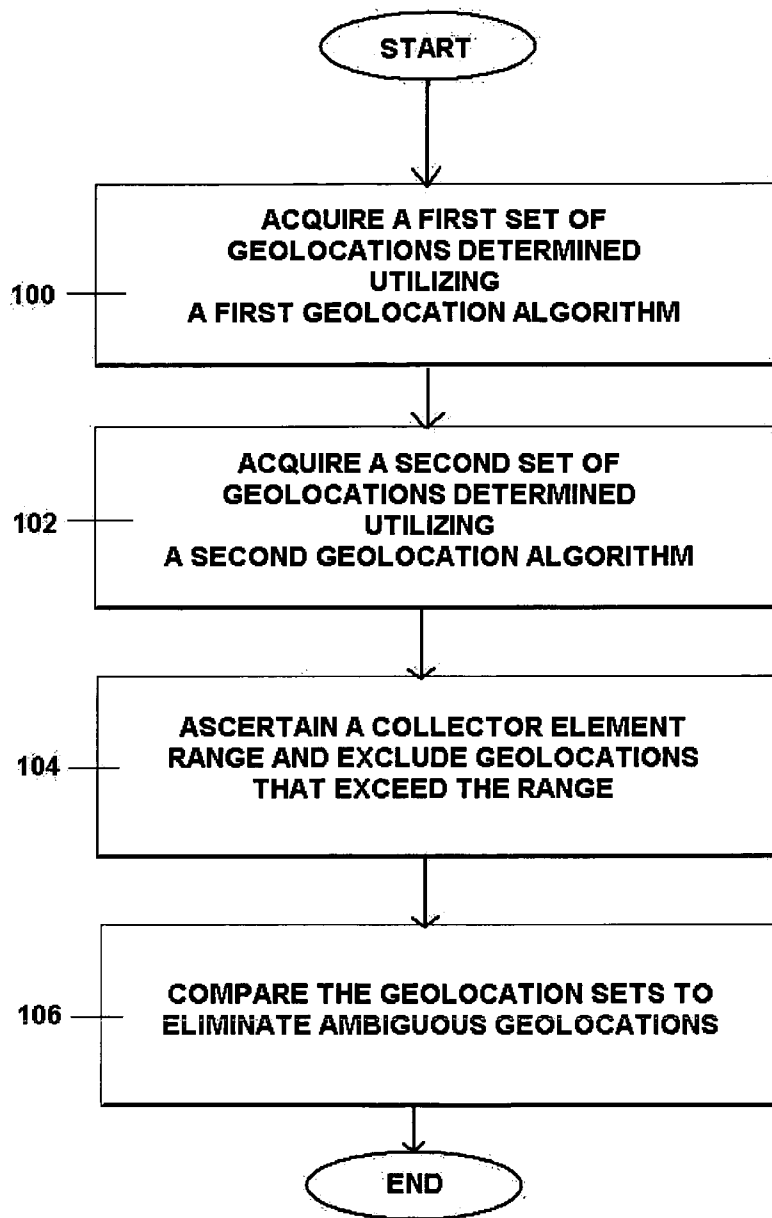 START
ACQUIRE A FIRST SET OF
GEOLOCATIONS DETERMINED
UTILIZING
A FIRST GEOLOCATION ALGORITHM
100
ACQUIRE A SECOND SET OF
GEOLOCATIONS DETERMINED
UTILIZING
A SECOND GEOLOCATION ALGORITHM
102
ASCERTAIN A COLLECTOR ELEMENT
RANGE AND EXCLUDE GEOLOCATIONS
THAT EXCEED THE RANGE
104
COMPARE THE GEOLOCATION SETS TO
ELIMINATE AMBIGUOUS GEOLOCATIONS
106
END